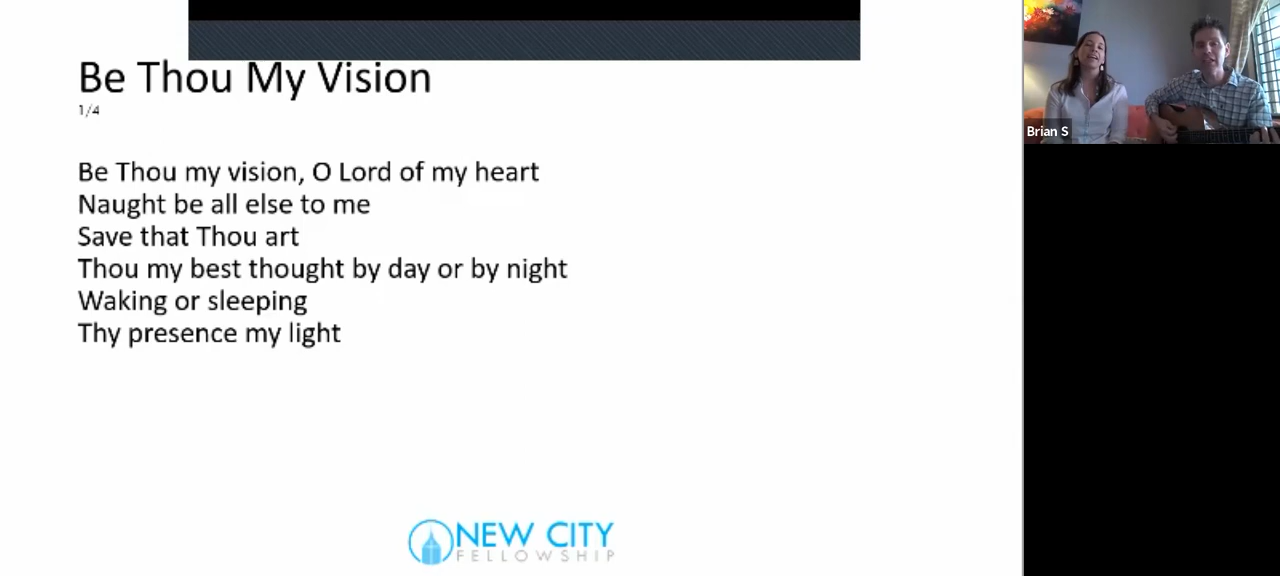 Be Thou My Vision
1/4
Be Thou my vision, O Lord of my heart
Naught be all else to me
Save that Thou art
Thou my best thought by day or by night
Waking or sleeping
Thy presence my light
NEW CITY
FELLOWSHIP
Brian S